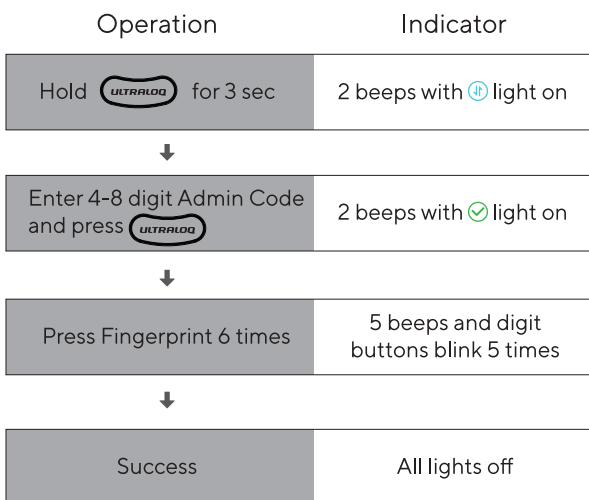 Operation Indicator
Hold ULTRALOQ for 3 sec 2 beeps with light on
Enter 4-8 digit Admin Code
and press ULTRALOQ
2 beeps with light on
Press Fingerprint 6 times
5 beeps and digit
buttons blink 5 times
Success All lights off